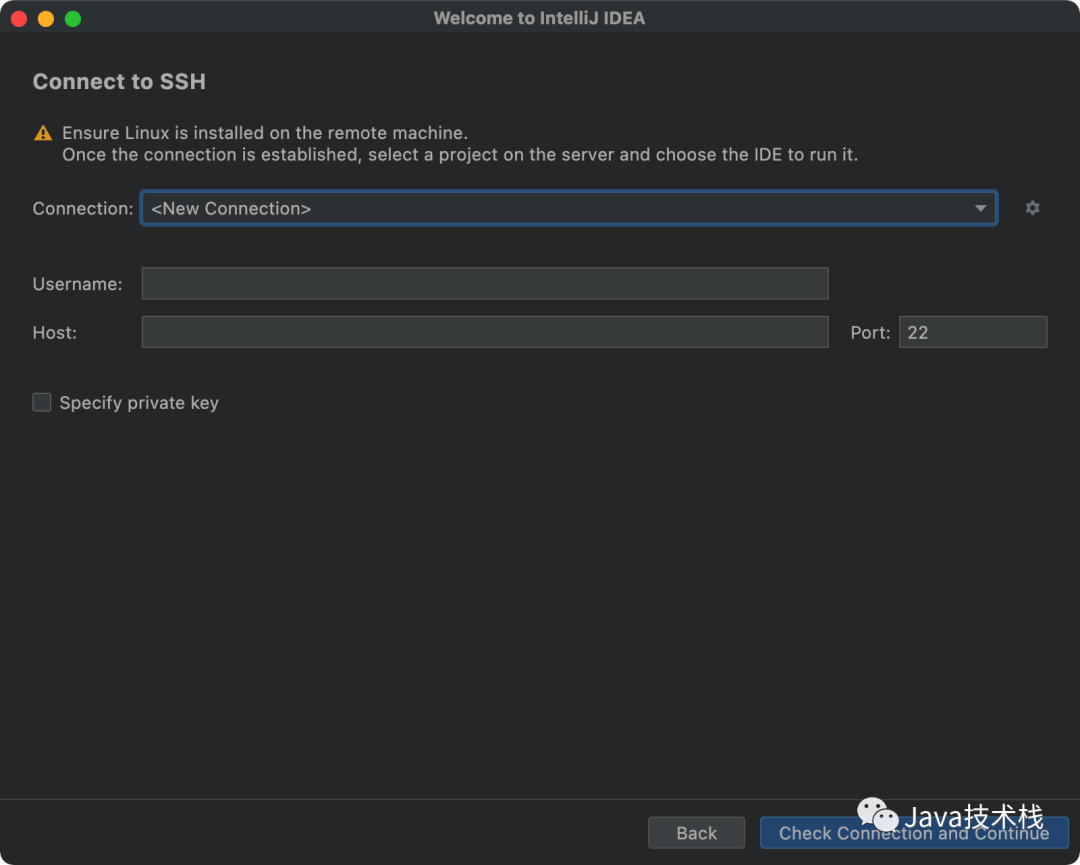 Welcome to IntelliJ IDEA
Connect to SSH
Ensure Linux is installed on the remote machine.
Once the connection is established, select a project on the server and choose the IDE to run it.
Connection: <New Connection>
Username:
Host: Port: 22
Specify private key
Java技术栈
Back Check Connection and Continue